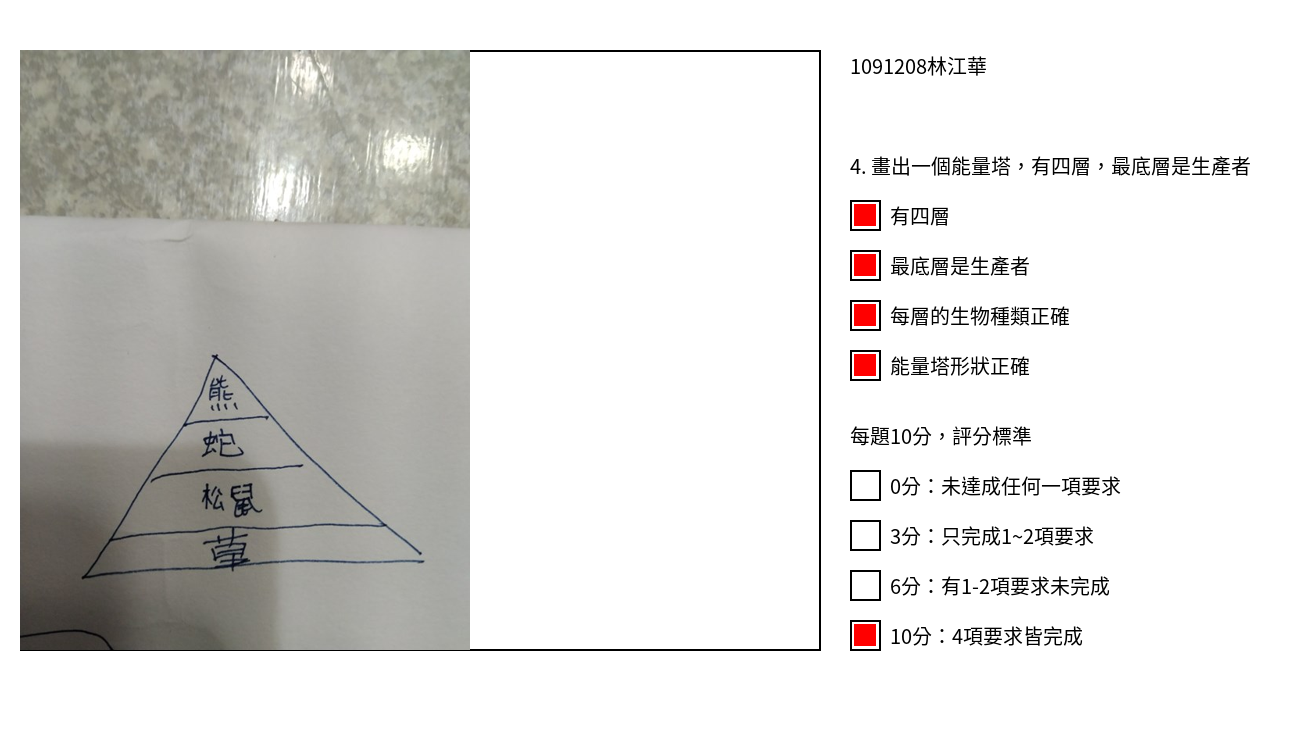 熊
蛇
松鼠
草
1091208林江華
4. 畫出一個能量塔，有四層，最底層是生產者
有四層
最底層是生產者
每層的生物種類正確
能量塔形狀正確
每題10分，評分標準
0分：未達成任何一項要求
3分：只完成1~2項要求
6分：有1-2項要求未完成
10分：4項要求皆完成